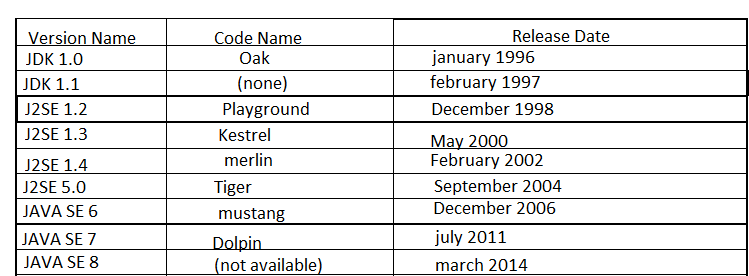 Version Name Code Name Release Date
JDK 1.0 Oak january 1996
JDK 1.1 (none) february 1997
J2SE 1.2 Playground December 1998
J2SE 1.3 Kestrel May 2000
J2SE 1.4 merlin February 2002
J2SE 5.0 Tiger September 2004
JAVA SE 6 mustang December 2006
JAVA SE 7 Dolpin july 2011
JAVA SE 8 (not available) march 2014